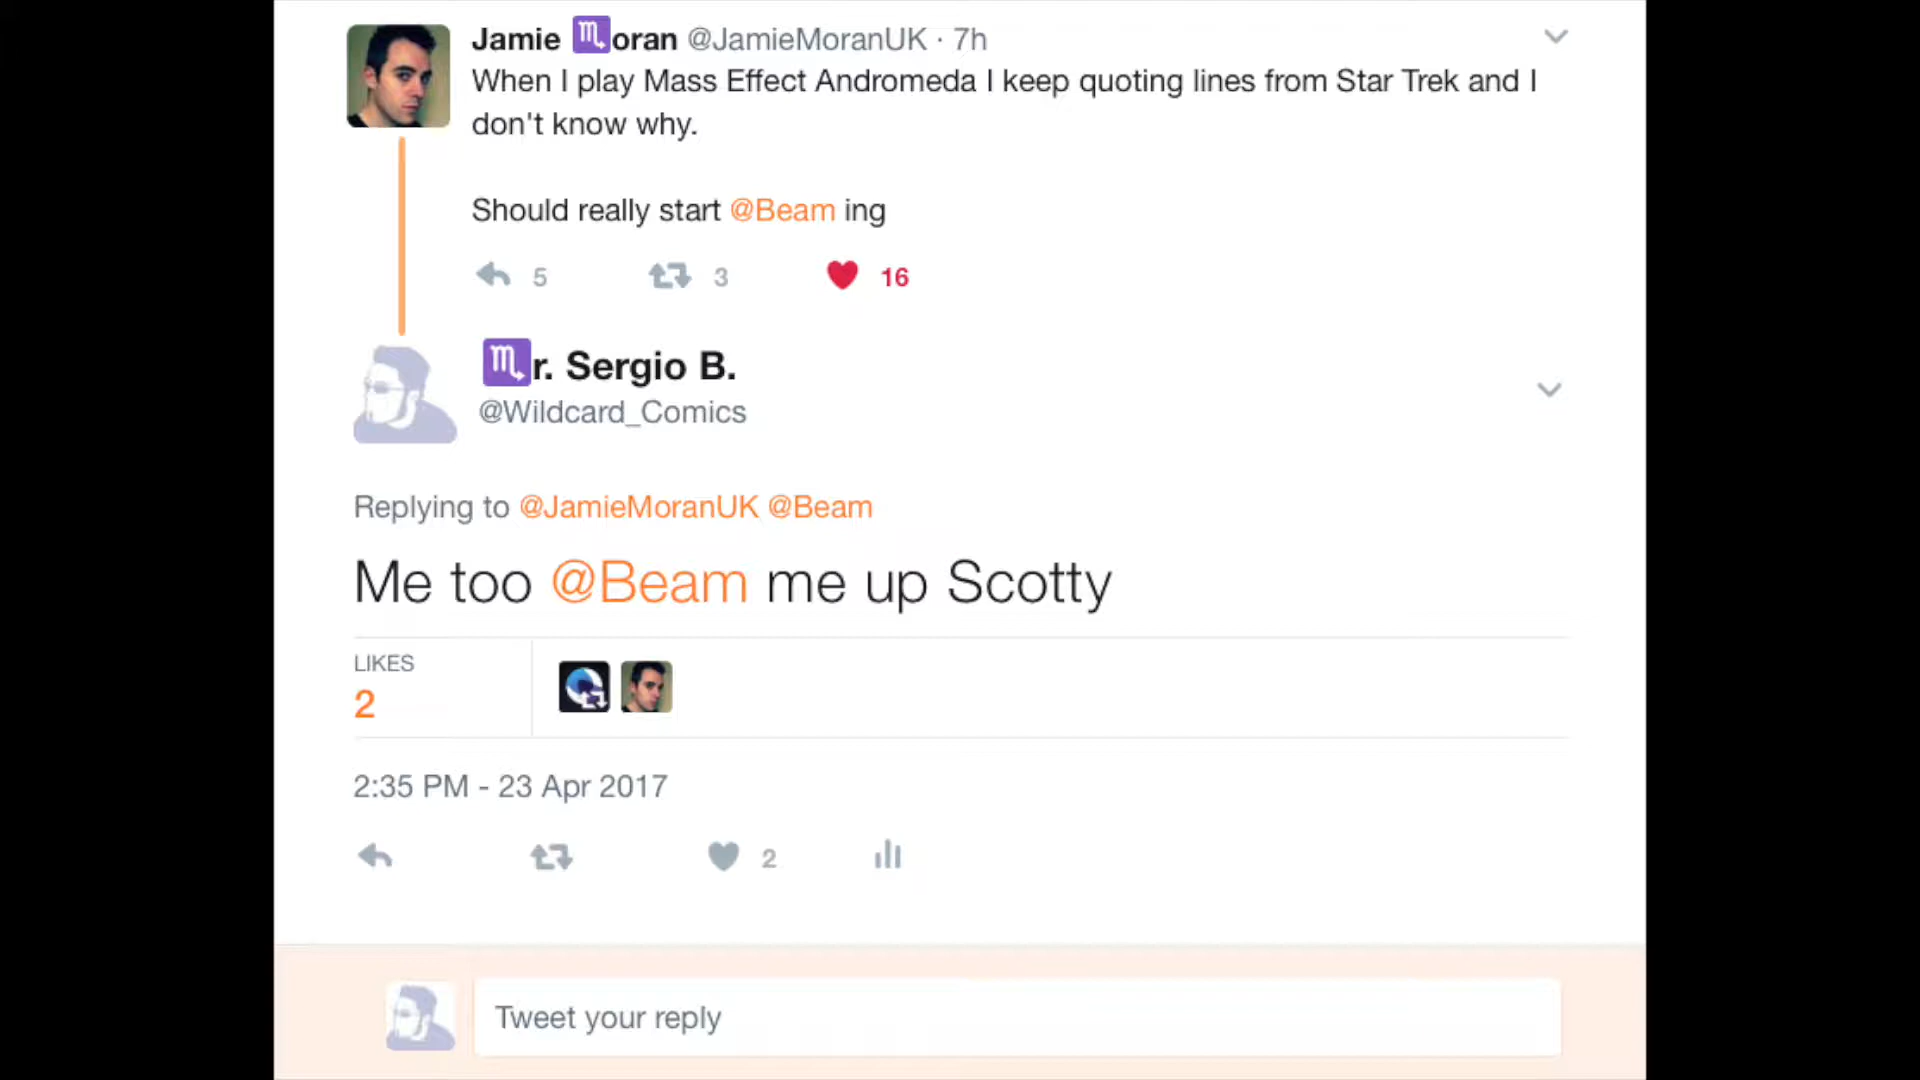 Jamie ♏oran @JamieMoranUK · 7h
When I play Mass Effect Andromeda I keep quoting lines from Star Trek and I
don't know why.
Should really start @Beam ing
5 3 16
♏r. Sergio B.
@Wildcard_Comics
Replying to @JamieMoranUK @Beam
Me too @Beam me up Scotty
LIKES
2
2:35 PM - 23 Apr 2017
2
Tweet your reply